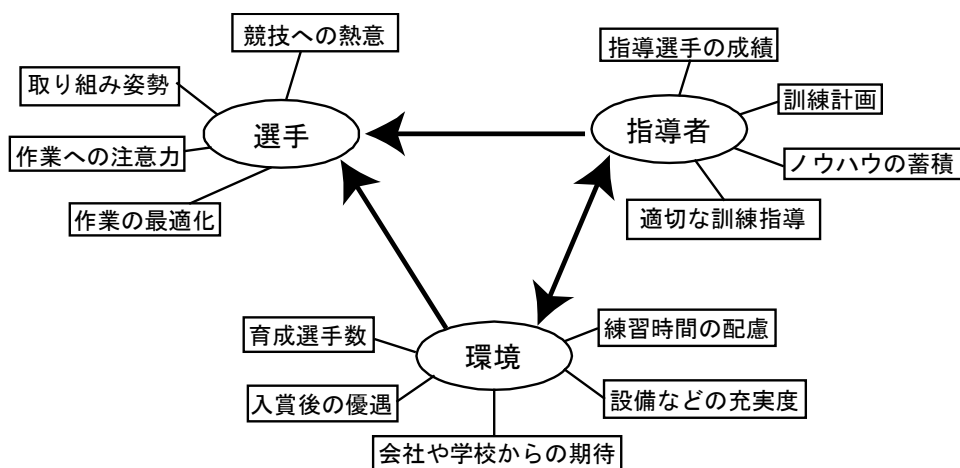 競技への熱意
指導選手の成績
取り組み姿勢
訓練計画
選手
指導者
作業への注意力
ノウハウの蓄積
作業の最適化
適切な訓練指導
育成選手数
練習時間の配慮
環境
入賞後の優遇
設備などの充実度
会社や学校からの期待